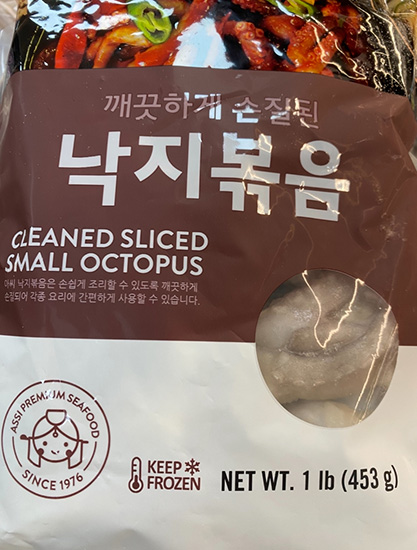 깨끗하게 손질된
낙지볶음
CLEANED SLICED
SMALL OCTOPUS
아씨 낙지볶음은 손쉽게 조리할 수 있도록 깨끗하게
손질되어 각종 요리에 간편하게 사용할 수 있습니다.
ASSI PREMIUM SEAFOOD
SINCE 1976
KEEP
FROZEN
NET WT. 1 lb (453 g)